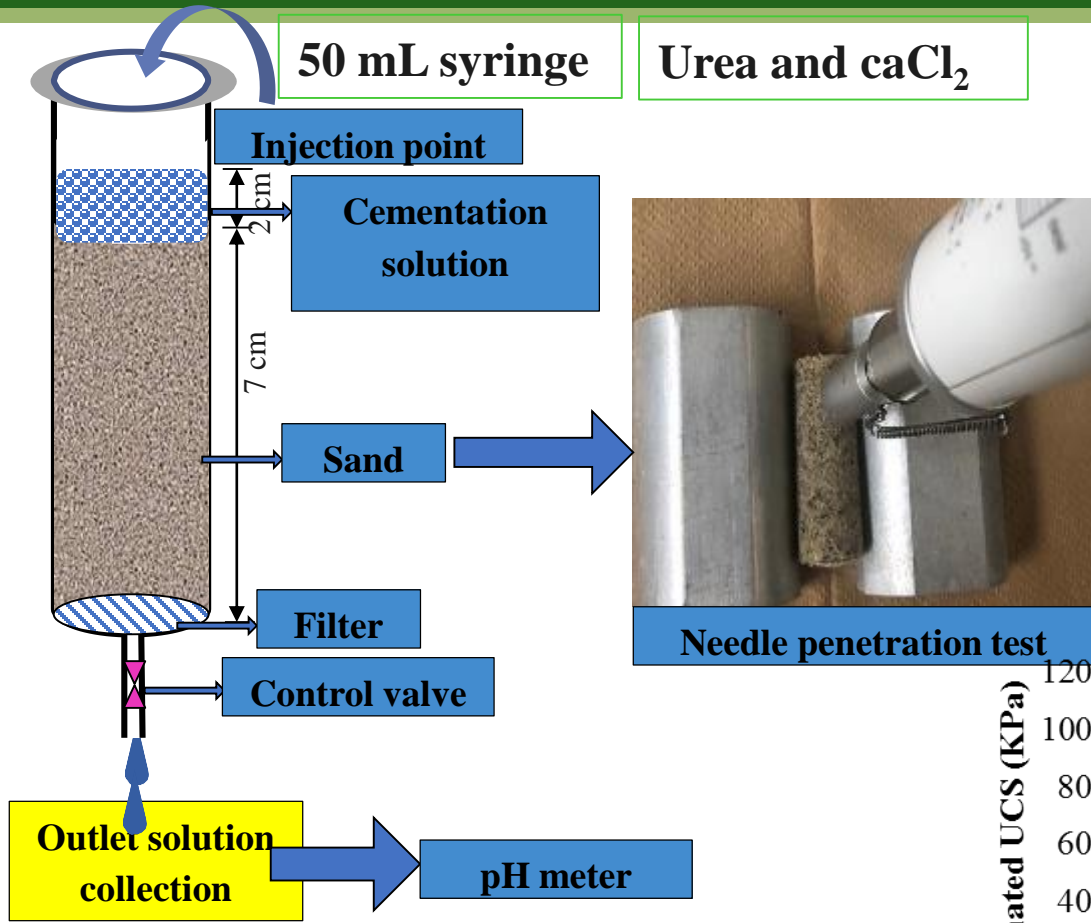 50 mL syringe
Urea and caCl₂
Injection point
2 cm
Cementation
solution
7 cm
Sand
Filter
Needle penetration test
Control valve
Outlet solution
collection
pH meter
UCS (KPa)
120
100
80
60
40